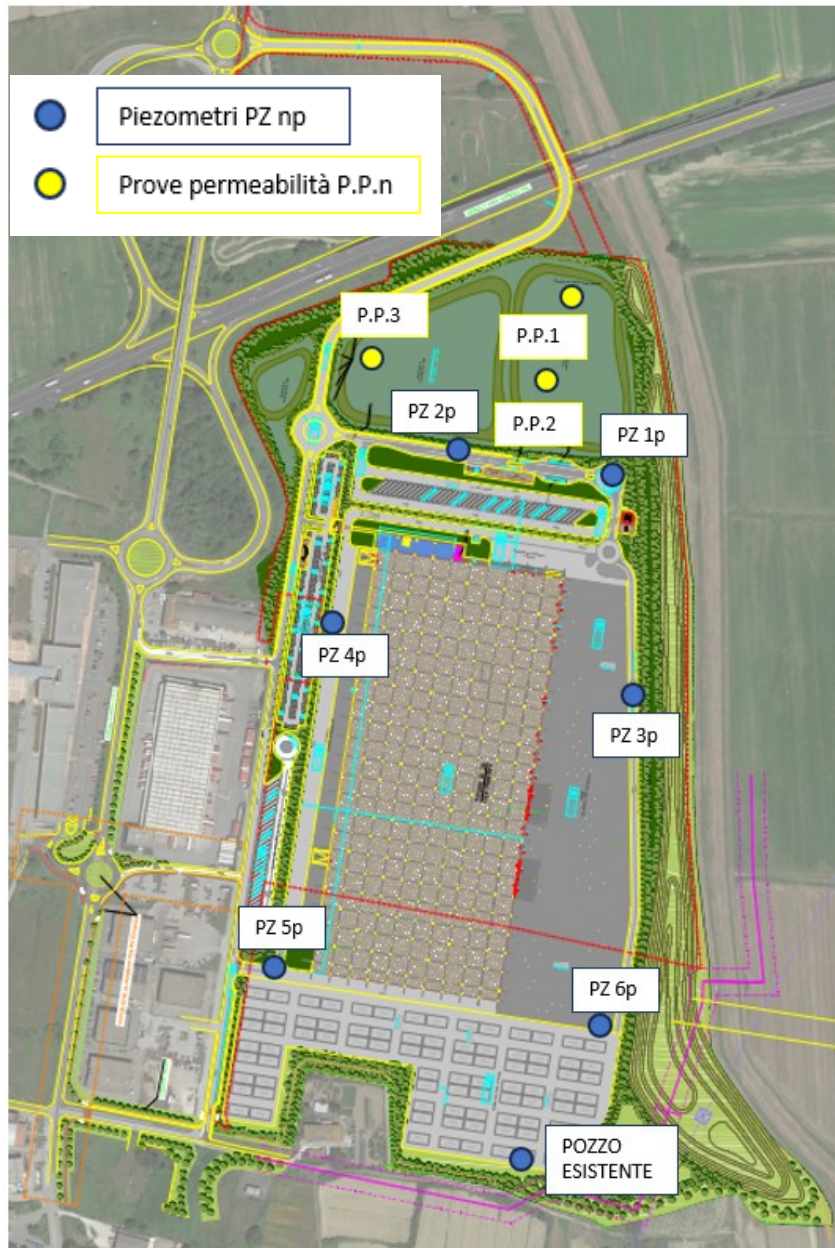 Piezometri PZ np
Prove permeabilità P.P.n
P.P.3
P.P.1
PZ 2p
P.P.2
PZ 1p
PZ 4p
PZ 3p
PZ 5p
PZ 6p
POZZO
ESISTENTE